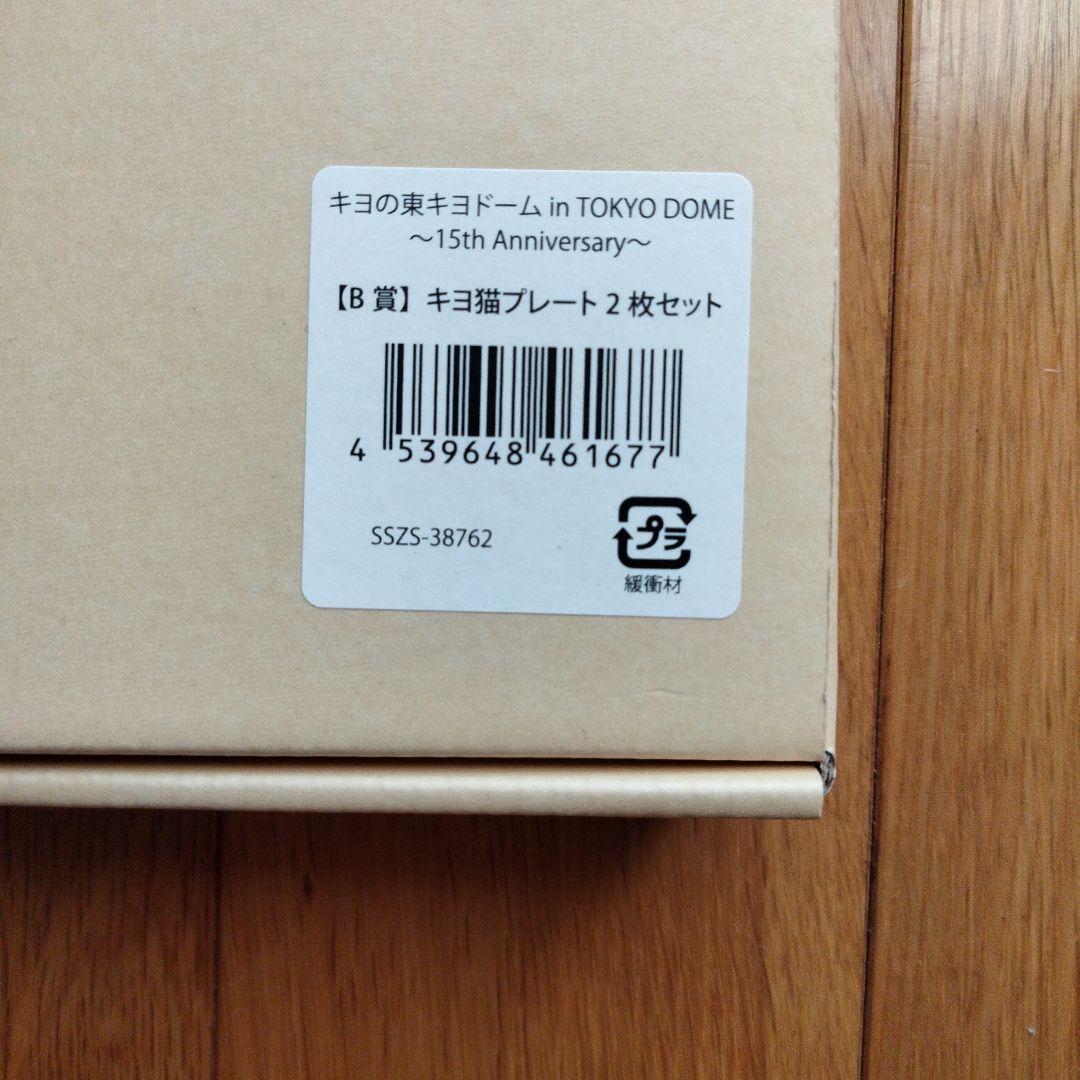 キヨの東キヨドーム in TOKYO DOME
～15th Anniversary～
【B 賞】キヨ猫プレート 2 枚セット
4 539648 461677
SSZS-38762
プラ
緩衝材